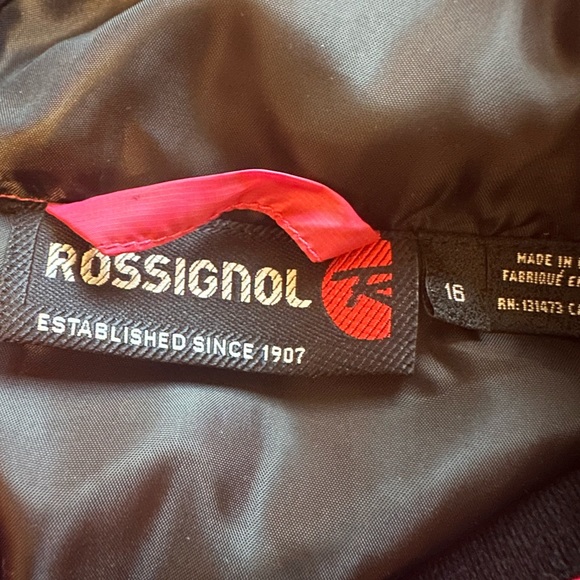 ROSSIGNOL
ESTABLISHED SINCE 1907
16
MADE IN
FABRIQUÉ
RN: 131473